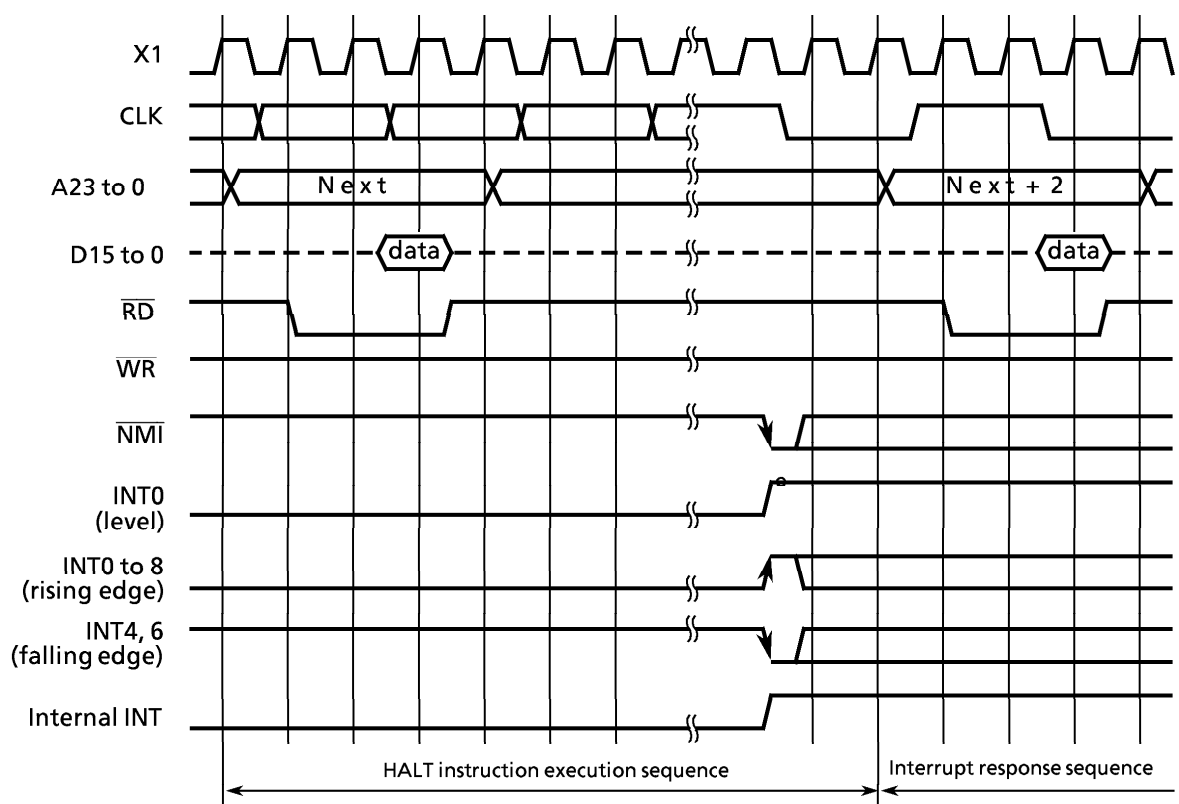 X1
CLK
A23 to 0
Next
Next + 2
D15 to 0
data
data
RD
WR
NMI
INT0
(level)
INT0 to 8
(rising edge)
INT4, 6
(falling edge)
Internal INT
HALT instruction execution sequence
Interrupt response sequence